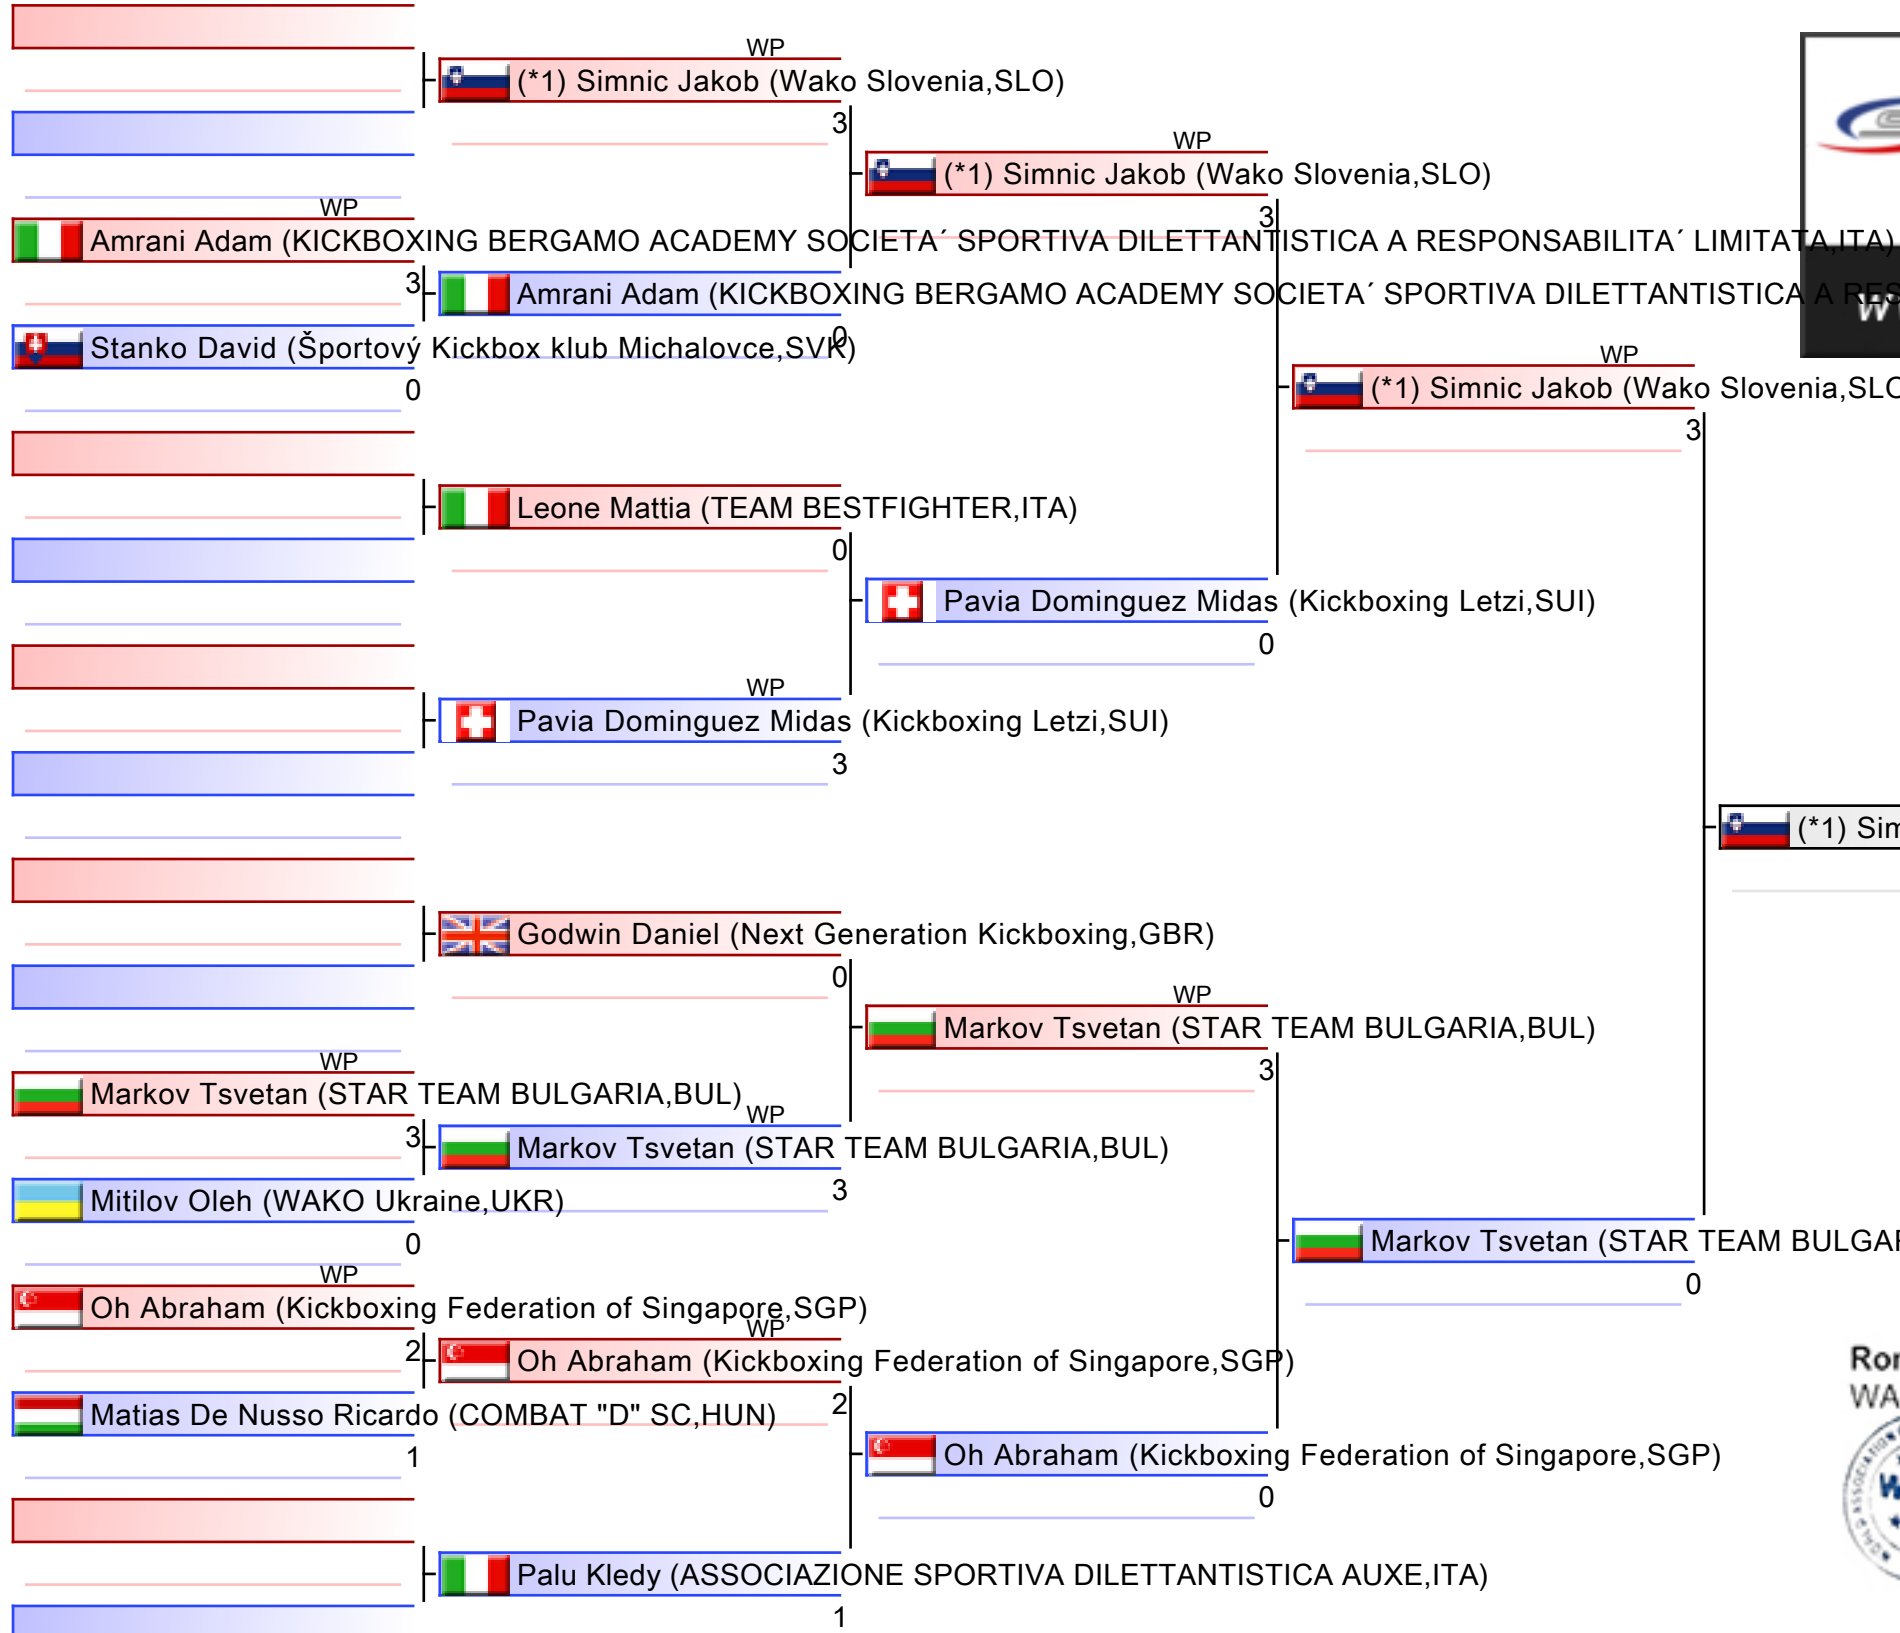 WP
(*1) Simnic Jakob (Wako Slovenia,SLO)
3
WP
(*1) Simnic Jakob (Wako Slovenia,SLO)
3
WP
Amrani Adam (KICKBOXING BERGAMO ACADEMY SOCIETA´ SPORTIVA DILETTANTISTICA A RESPONSABILITA´ LIMITATA,ITA)
3
Amrani Adam (KICKBOXING BERGAMO ACADEMY SOCIETA´ SPORTIVA DILETTANTISTICA A
0
Stanko David (Športový Kickbox klub Michalovce,SVK)
0
WP
(*1) Simnic Jakob (Wako Slovenia,SLO
3
Leone Mattia (TEAM BESTFIGHTER,ITA)
0
Pavia Dominguez Midas (Kickboxing Letzi,SUI)
0
WP
Pavia Dominguez Midas (Kickboxing Letzi,SUI)
3
(*1) Sim
Godwin Daniel (Next Generation Kickboxing,GBR)
0
WP
Markov Tsvetan (STAR TEAM BULGARIA,BUL)
3
WP
Markov Tsvetan (STAR TEAM BULGARIA,BUL)
3
WP
Markov Tsvetan (STAR TEAM BULGARIA,BUL)
3
Mitilov Oleh (WAKO Ukraine,UKR)
0
Markov Tsvetan (STAR TEAM BULGAR
0
WP
Oh Abraham (Kickboxing Federation of Singapore,SGP)
2
WP
Oh Abraham (Kickboxing Federation of Singapore,SGP)
2
Matias De Nusso Ricardo (COMBAT "D" SC,HUN)
1
Oh Abraham (Kickboxing Federation of Singapore,SGP)
0
Palu Kledy (ASSOCIAZIONE SPORTIVA DILETTANTISTICA AUXE,ITA)
1
Ror
WA